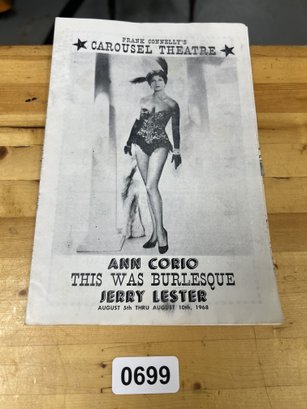 FRANK CONNELLY'S
CAROUSEL THEATRE
ANN CORIO
THIS WAS BURLESQUE
JERRY LESTER
AUGUST 5th THRU AUGUST 10th, 1968
0699